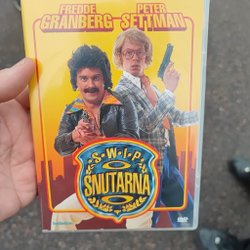 FREDDE PETER
GRANBERG SETTMAN
S·W·I·P
SNUTARNA
DVD